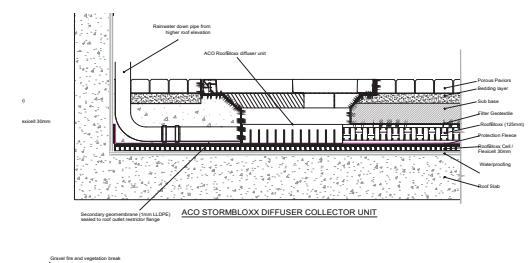 Rainwater down pipe from
higher roof elevation
ACO RoofBloxx diffuser unit
Porous Paviors
Bedding layer
Sub base
Filter Geotextile
RoofBloxx (125mm)
Protection Fleece
RoofBloxx Cell /
Flexicell 30mm
Waterproofing
Roof Slab
c
exicell 30mm
Secondary geomembrane (1mm LLDPE)
sealed to roof outlet restrictor flange
ACO STORMBLOXX DIFFUSER COLLECTOR UNIT
Gravel fire and vegetation break